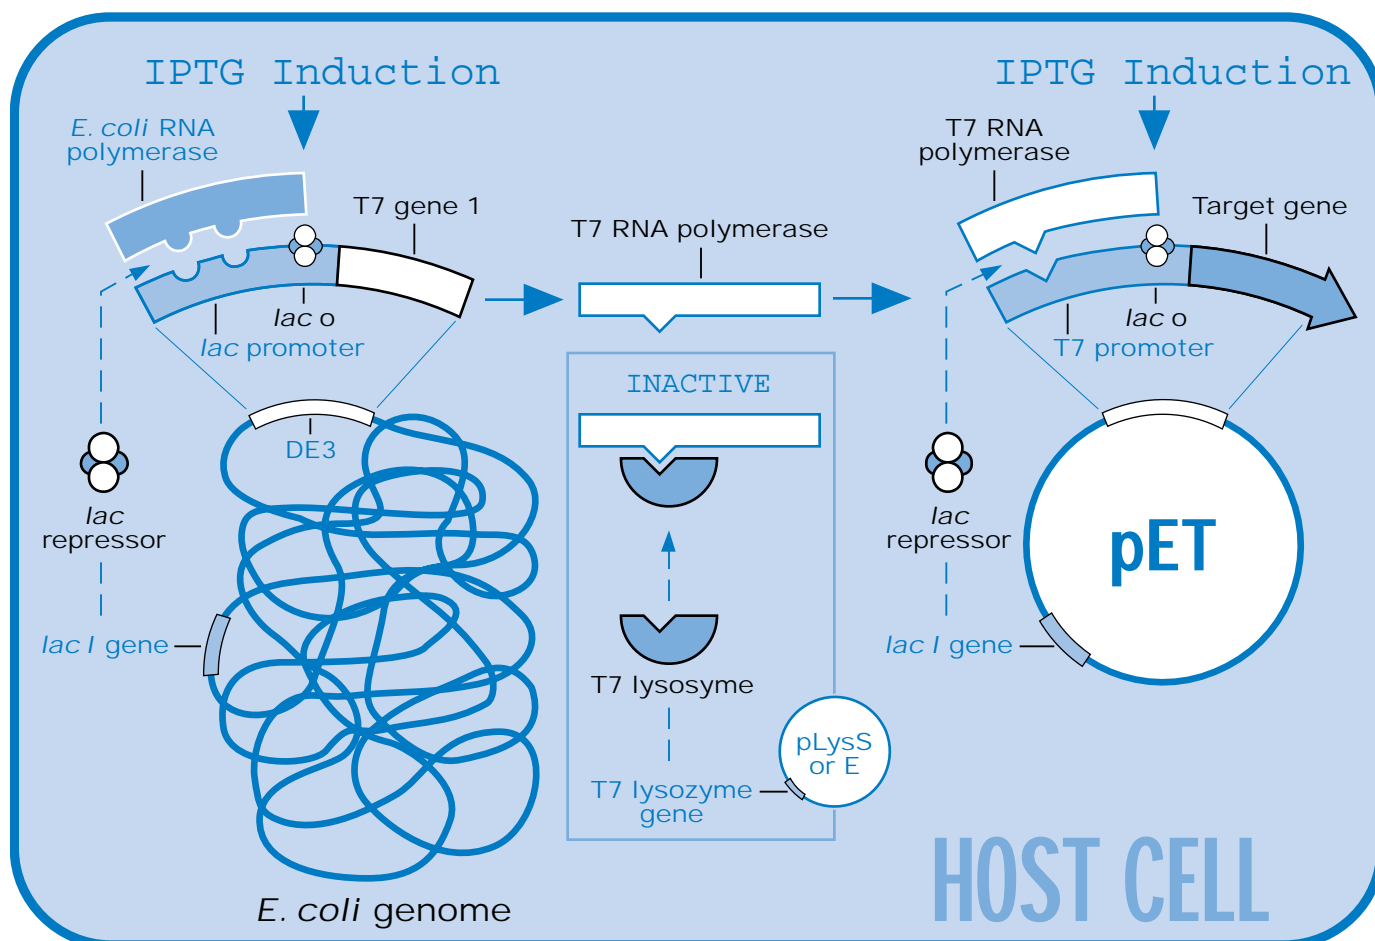 IPTG Induction
E. coli RNA
polymerase
T7 gene 1
lac o
lac promoter
DE3
lac
repressor
lac I gene
E. coli genome
T7 RNA polymerase
INACTIVE
T7 lysosyme
pLysS
or E
T7 lysozyme
gene
IPTG Induction
T7 RNA
polymerase
Target gene
lac o
T7 promoter
lac
repressor
pET
lac I gene
HOST CELL